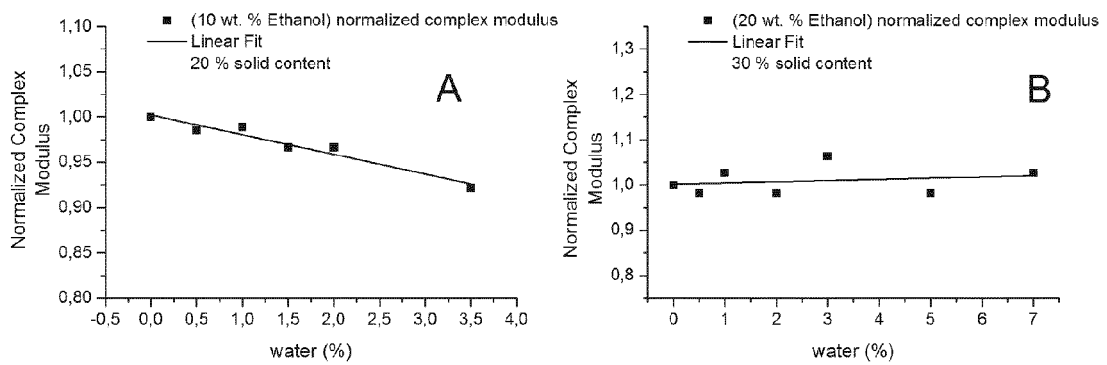 (10 wt. % Ethanol) normalized complex modulus
Linear Fit
20 % solid content
A
1,10
1,05
1,00
0,95
0,90
0,85
0,80
Normalized Complex
Modulus
-0,5 0,0 0,5 1,0 1,5 2,0 2,5 3,0 3,5 4,0
water (%)
(20 wt. % Ethanol) normalized complex modulus
Linear Fit
30 % solid content
B
1,3
1,2
1,1
1,0
0,9
0,8
Normalized Complex
Modulus
0 1 2 3 4 5 6 7
water (%)